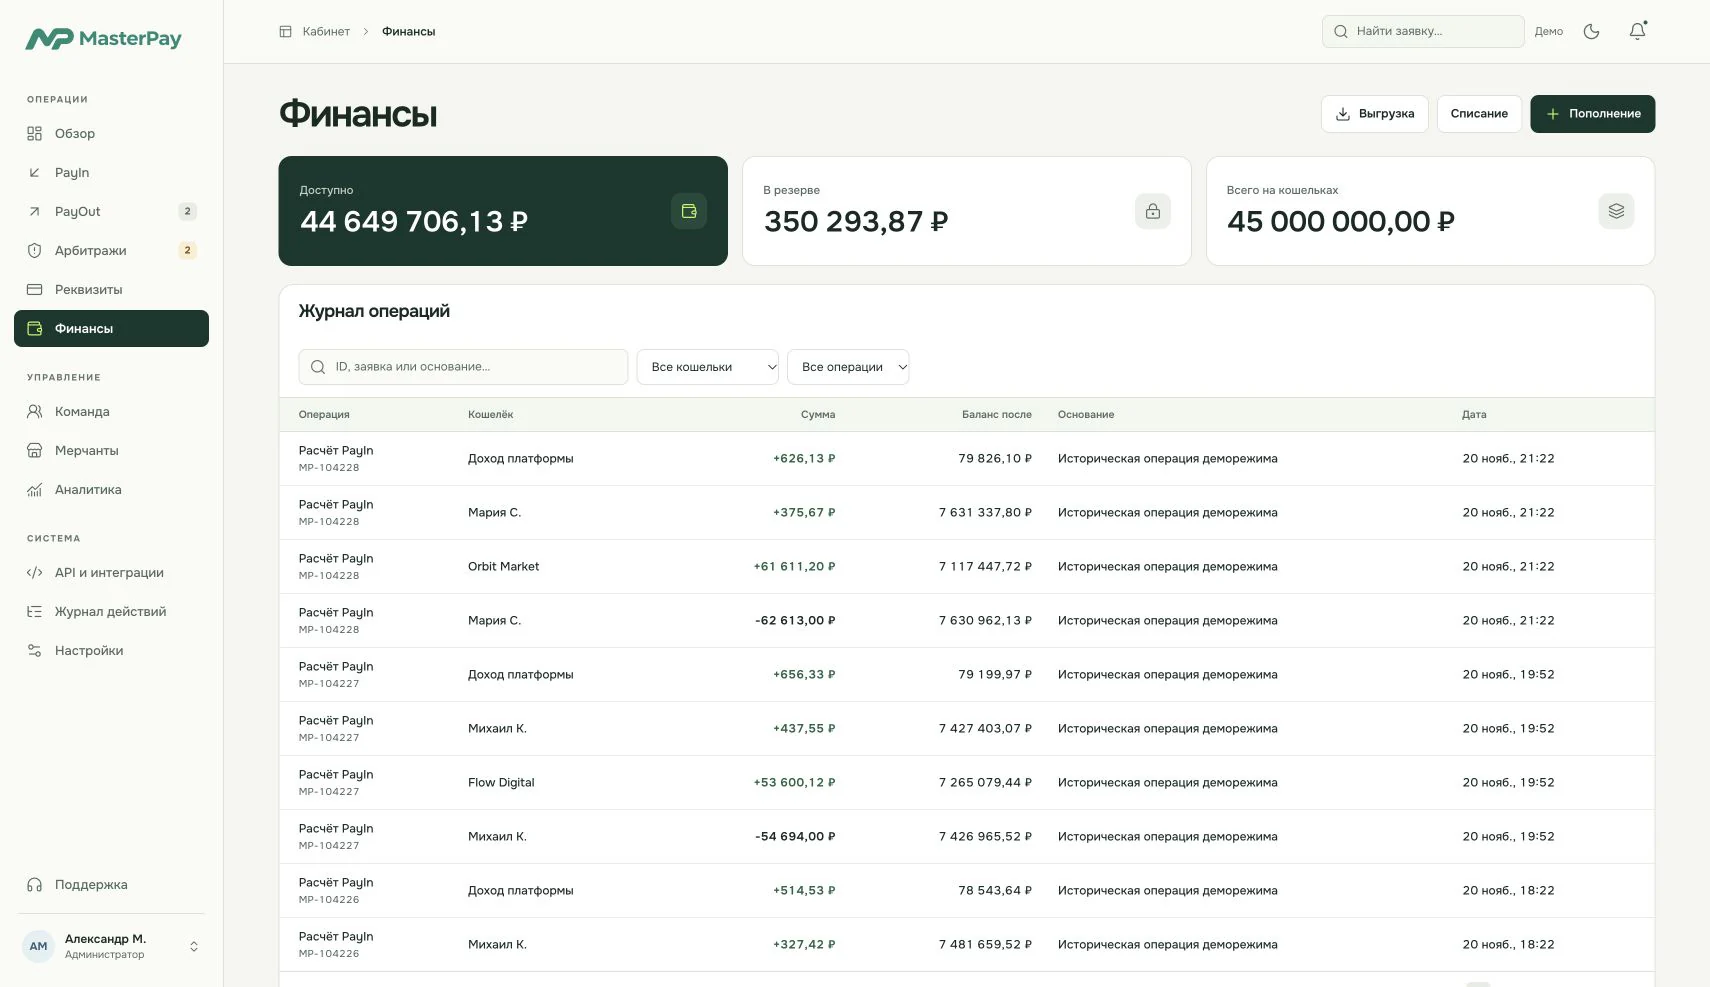 MasterPay
Кабинет > Финансы
Найти заявку...
Демо
ОПЕРАЦИИ
Обзор
PayIn
PayOut 2
Арбитражи 2
Реквизиты
Финансы
УПРАВЛЕНИЕ
Команда
Мерчанты
Аналитика
СИСТЕМА
API и интеграции
Журнал действий
Настройки
Поддержка
АМ
Александр М.
Администратор
Финансы
Выгрузка
Списание
+ Пополнение
Доступно
44 649 706,13 ₽
В резерве
350 293,87 ₽
Всего на кошельках
45 000 000,00 ₽
Журнал операций
ID, заявка или основание...
Все кошельки
Все операции
Операция Кошелёк Сумма Баланс после Основание Дата
Расчёт PayIn
MP-104228
Доход платформы +626,13 ₽ 79 826,10 ₽ Историческая операция деморежима 20 нояб., 21:22
Расчёт PayIn
MP-104228
Мария С. +375,67 ₽ 7 631 337,80 ₽ Историческая операция деморежима 20 нояб., 21:22
Расчёт PayIn
MP-104228
Orbit Market +61 611,20 ₽ 7 117 447,72 ₽ Историческая операция деморежима 20 нояб., 21:22
Расчёт PayIn
MP-104228
Мария С. -62 613,00 ₽ 7 630 962,13 ₽ Историческая операция деморежима 20 нояб., 21:22
Расчёт PayIn
MP-104227
Доход платформы +656,33 ₽ 79 199,97 ₽ Историческая операция деморежима 20 нояб., 19:52
Расчёт PayIn
MP-104227
Михаил К. +437,55 ₽ 7 427 403,07 ₽ Историческая операция деморежима 20 нояб., 19:52
Расчёт PayIn
MP-104227
Flow Digital +53 600,12 ₽ 7 265 079,44 ₽ Историческая операция деморежима 20 нояб., 19:52
Расчёт PayIn
MP-104227
Михаил К. -54 694,00 ₽ 7 426 965,52 ₽ Историческая операция деморежима 20 нояб., 19:52
Расчёт PayIn
MP-104226
Доход платформы +514,53 ₽ 78 543,64 ₽ Историческая операция деморежима 20 нояб., 18:22
Расчёт PayIn
MP-104226
Михаил К. +327,42 ₽ 7 481 659,52 ₽ Историческая операция деморежима 20 нояб., 18:22